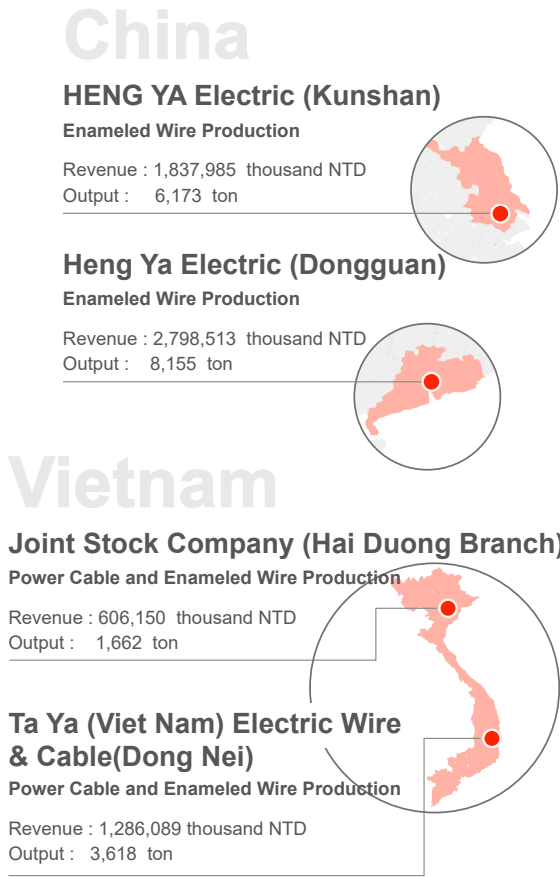 China
HENG YA Electric (Kunshan)
Enameled Wire Production
Revenue : 1,837,985 thousand NTD
Output : 6,173 ton
Heng Ya Electric (Dongguan)
Enameled Wire Production
Revenue : 2,798,513 thousand NTD
Output : 8,155 ton
Vietnam
Joint Stock Company (Hai Duong Branch)
Power Cable and Enameled Wire Production
Revenue : 606,150 thousand NTD
Output : 1,662 ton
Ta Ya (Viet Nam) Electric Wire
& Cable(Dong Nei)
Power Cable and Enameled Wire Production
Revenue : 1,286,089 thousand NTD
Output : 3,618 ton